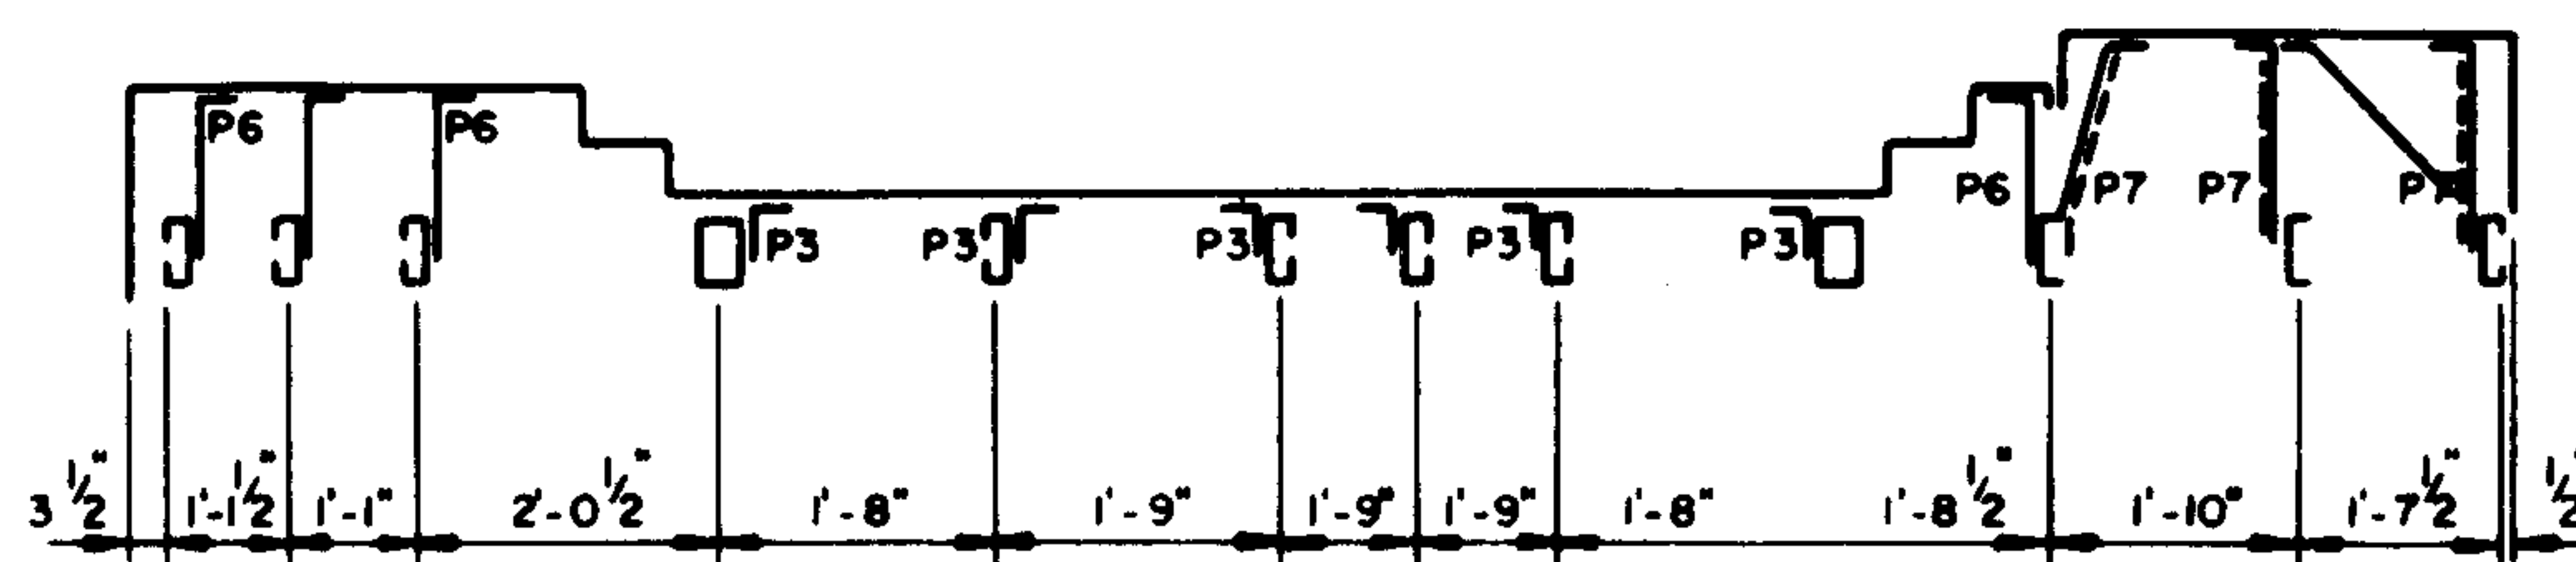 P6 P6
P6 P7 P7
P3 P3 P3 P3 P3
3 1/2" 1'-1 1/2" 1'-1" 2'-0 1/2" 1'-8" 1'-9" 1'-9" 1'-9" 1'-8" 1'-8 1/2" 1'-10" 1'-7 1/2"